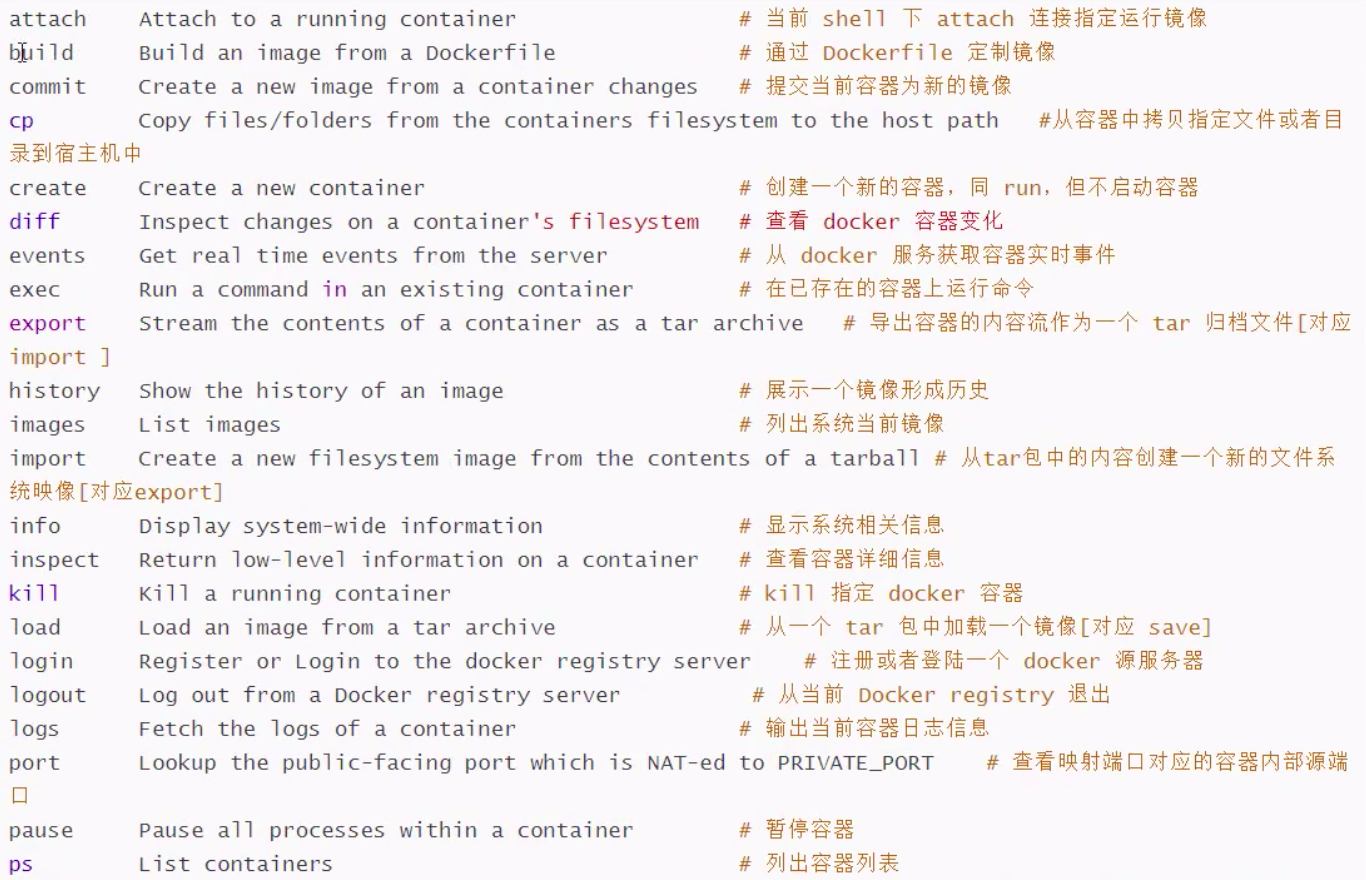 attach    Attach to a running container                 # 当前 shell 下 attach 连接指定运行镜像
build     Build an image from a Dockerfile              # 通过 Dockerfile 定制镜像
commit    Create a new image from a container changes   # 提交当前容器为新的镜像
cp        Copy files/folders from the containers filesystem to the host path   #从容器中拷贝指定文件或者目
录到宿主机中
create    Create a new container                        # 创建一个新的容器，同 run，但不启动容器
diff      Inspect changes on a container's filesystem   # 查看 docker 容器变化
events    Get real time events from the server          # 从 docker 服务获取容器实时事件
exec      Run a command in an existing container        # 在已存在的容器上运行命令
export    Stream the contents of a container as a tar archive   # 导出容器的内容流作为一个 tar 归档文件[对应
import ]
history   Show the history of an image                  # 展示一个镜像形成历史
images    List images                                   # 列出系统当前镜像
import    Create a new filesystem image from the contents of a tarball # 从tar包中的内容创建一个新的文件系
统映像[对应export]
info      Display system-wide information               # 显示系统相关信息
inspect   Return low-level information on a container   # 查看容器详细信息
kill      Kill a running container                      # kill 指定 docker 容器
load      Load an image from a tar archive              # 从一个 tar 包中加载一个镜像[对应 save]
login     Register or Login to the docker registry server    # 注册或者登陆一个 docker 源服务器
logout    Log out from a Docker registry server          # 从当前 Docker registry 退出
logs      Fetch the logs of a container                 # 输出当前容器日志信息
port      Lookup the public-facing port which is NAT-ed to PRIVATE_PORT    # 查看映射端口对应的容器内部源端
口
pause     Pause all processes within a container        # 暂停容器
ps        List containers                               # 列出容器列表